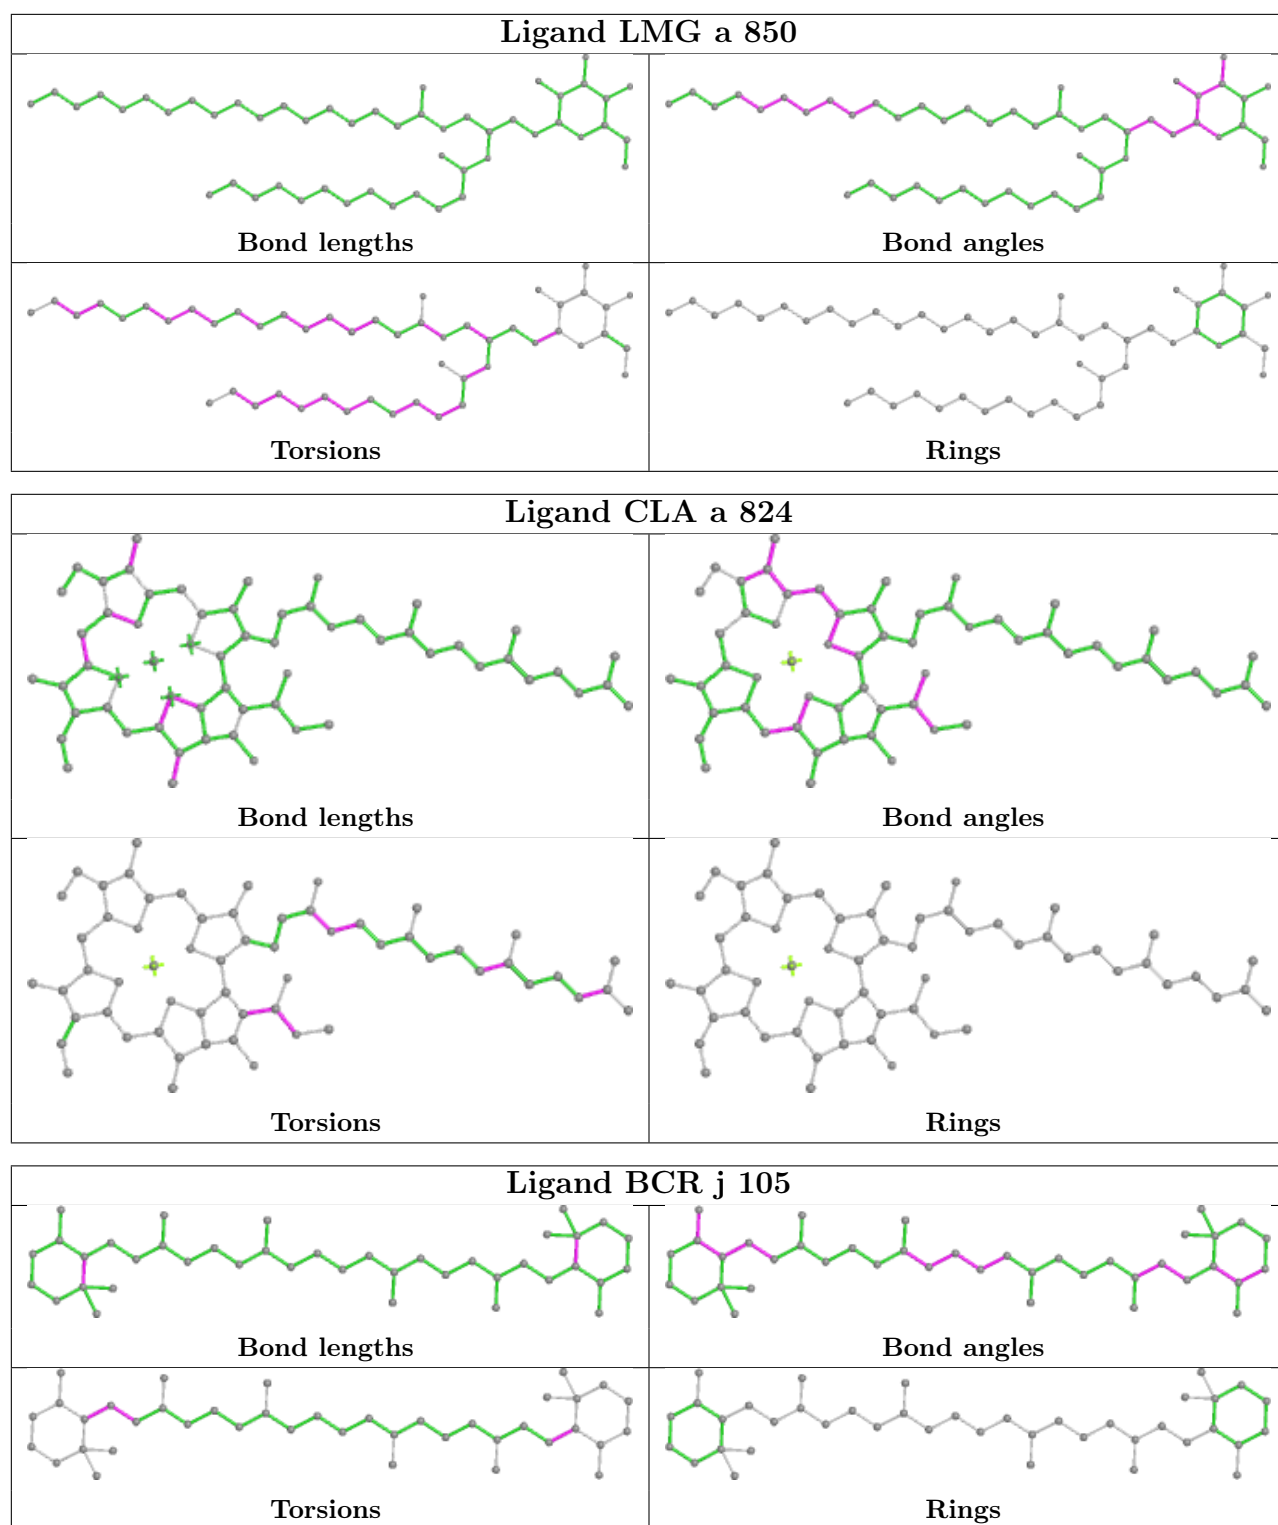 Ligand LMG a 850
Bond lengths
Bond angles
Torsions
Rings
Ligand CLA a 824
Bond lengths
Bond angles
Torsions
Rings
Ligand BCR j 105
Bond lengths
Bond angles
Torsions
Rings